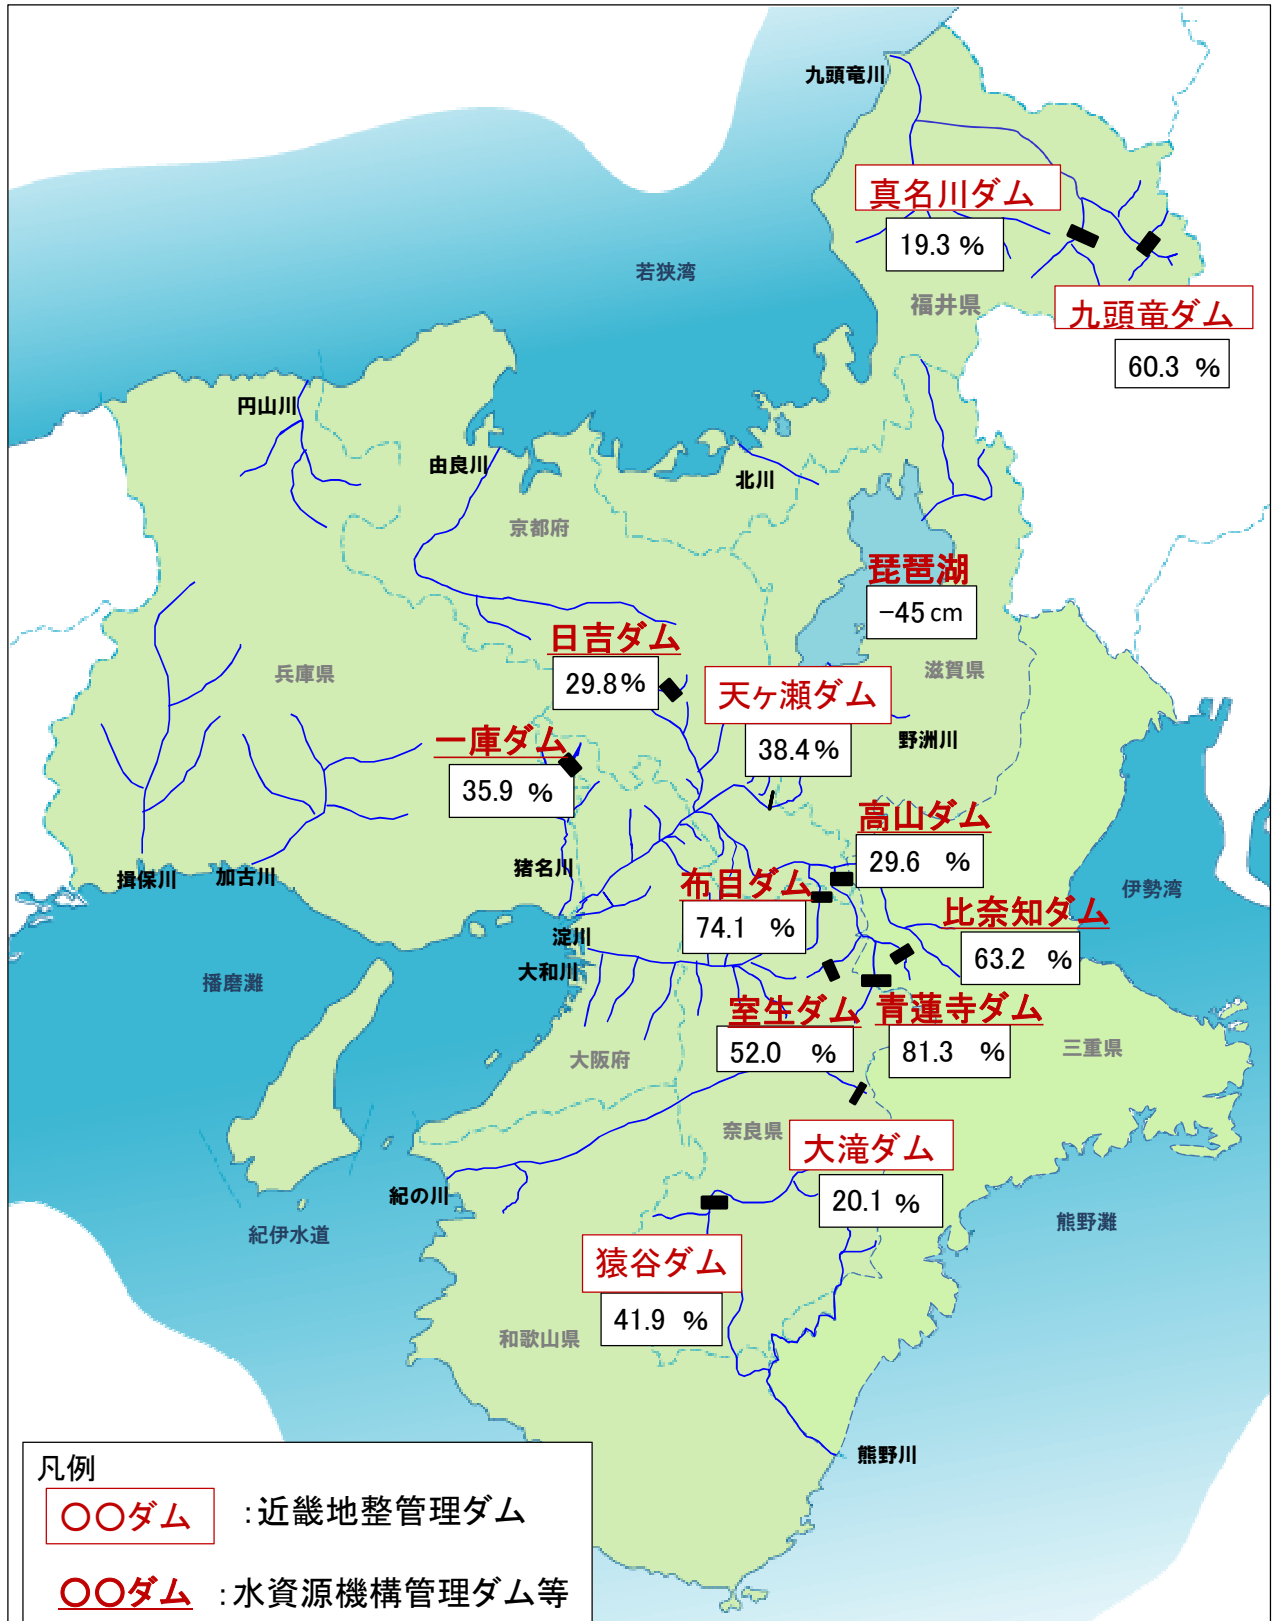 九頭竜川
真名川ダム
19.3 %
若狭湾
福井県
九頭竜ダム
60.3 %
円山川
由良川
北川
京都府
琵琶湖
-45 cm
日吉ダム
29.8%
兵庫県
滋賀県
天ヶ瀬ダム
38.4%
野洲川
一庫ダム
35.9 %
高山ダム
29.6 %
猪名川
揖保川
加古川
布目ダム
74.1 %
伊勢湾
比奈知ダム
63.2 %
淀川
大和川
播磨灘
室生ダム
52.0 %
青蓮寺ダム
81.3 %
大阪府
三重県
奈良県
大滝ダム
20.1 %
紀の川
紀伊水道
熊野灘
猿谷ダム
41.9 %
和歌山県
熊野川
凡例
〇〇ダム :近畿地整管理ダム
〇〇ダム :水資源機構管理ダム等